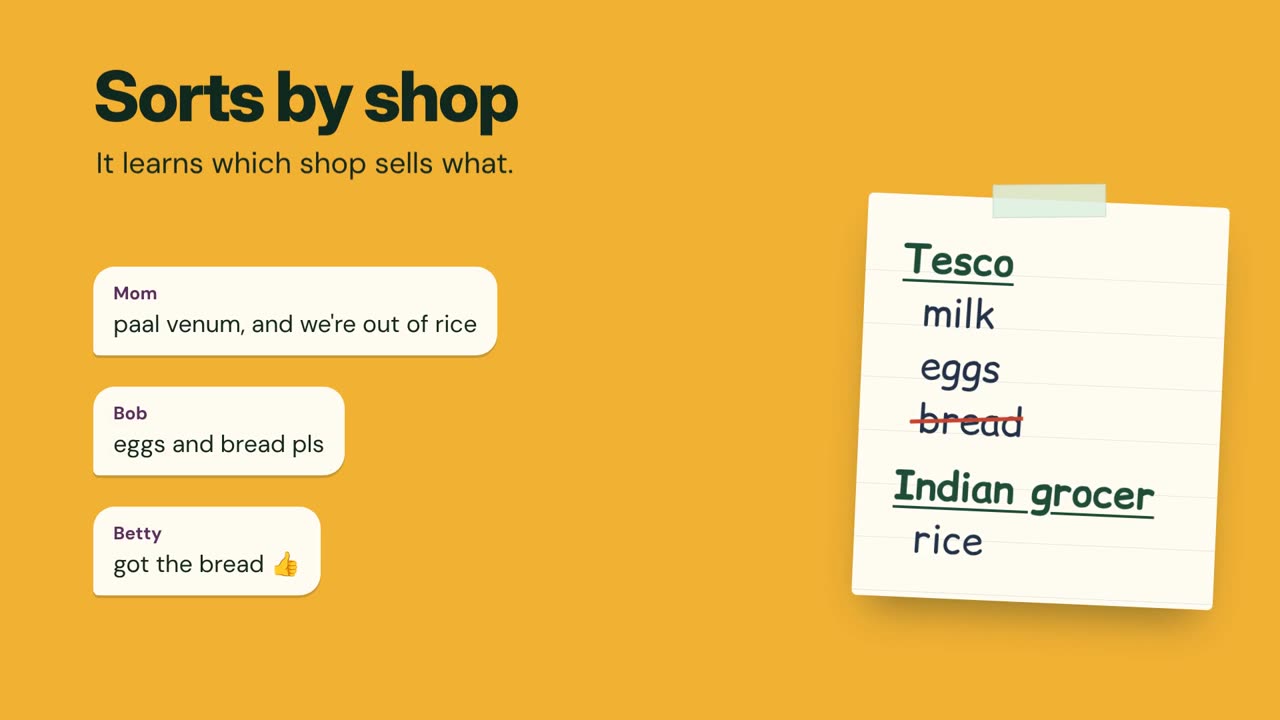 Sorts by shop
It learns which shop sells what.
Mom
paal venum, and we're out of rice
Bob
eggs and bread pls
Betty
got the bread 👍
Tesco
milk
eggs
bread
Indian grocer
rice